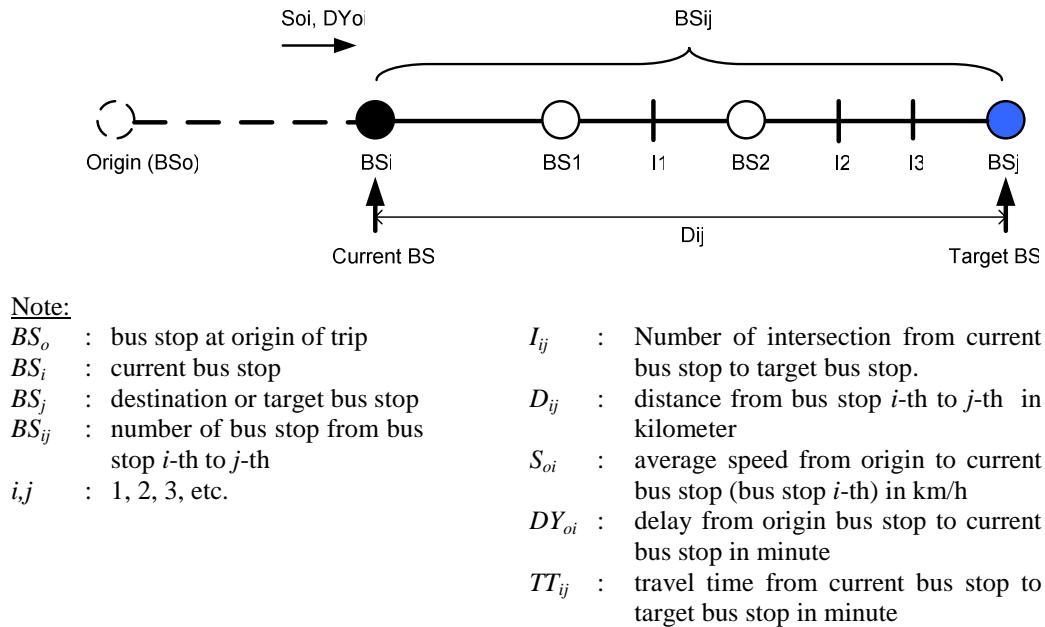 Soi, DYoi
BSij
Origin (BSo)
BSi
BS1
I1
BS2
I2
I3
BSj
Dij
Current BS
Target BS
Note:
BSo : bus stop at origin of trip
BSi : current bus stop
BSj : destination or target bus stop
BSij : number of bus stop from bus
stop i-th to j-th
i,j : 1, 2, 3, etc.
Iij : Number of intersection from current
bus stop to target bus stop.
Dij : distance from bus stop i-th to j-th in
kilometer
Soi : average speed from origin to current
bus stop (bus stop i-th) in km/h
DYoi : delay from origin bus stop to current
bus stop in minute
TTij : travel time from current bus stop to
target bus stop in minute